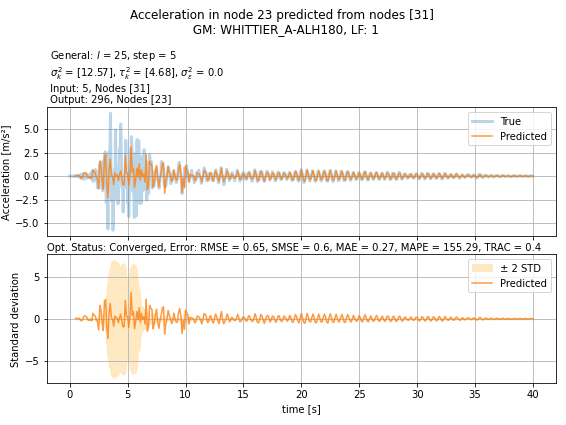 Acceleration in node 23 predicted from nodes [31]
GM: WHITTIER_A-ALH180, LF: 1
General: l = 25, step = 5
σ²ₖ = [12.57], τ²ₖ = [4.68], σ²ε = 0.0
Input: 5, Nodes [31]
Output: 296, Nodes [23]
Acceleration [m/s²]
5.0
2.5
0.0
−2.5
−5.0
True
Predicted
Opt. Status: Converged, Error: RMSE = 0.65, SMSE = 0.6, MAE = 0.27, MAPE = 155.29, TRAC = 0.4
Standard deviation
5
0
−5
± 2 STD
Predicted
0 5 10 15 20 25 30 35 40
time [s]